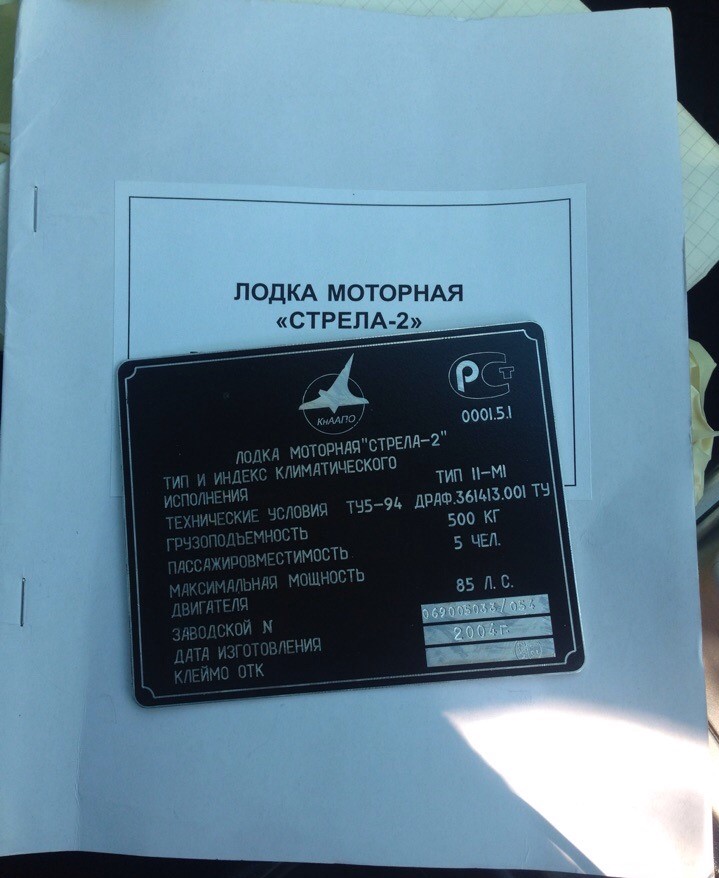 ЛОДКА МОТОРНАЯ
«СТРЕЛА-2»
КнААПО
РСТ
0001.5.1
ЛОДКА МОТОРНАЯ "СТРЕЛА-2"
ТИП И ИНДЕКС КЛИМАТИЧЕСКОГО
ИСПОЛНЕНИЯ ТИП II-М1
ТЕХНИЧЕСКИЕ УСЛОВИЯ ТУ5-94 ДРАФ.361413.001 ТУ
ГРУЗОПОДЪЕМНОСТЬ 500 КГ
ПАССАЖИРОВМЕСТИМОСТЬ 5 ЧЕЛ.
МАКСИМАЛЬНАЯ МОЩНОСТЬ
ДВИГАТЕЛЯ 85 Л. С.
ЗАВОДСКОЙ N
ДАТА ИЗГОТОВЛЕНИЯ 2004г.
КЛЕЙМО ОТК